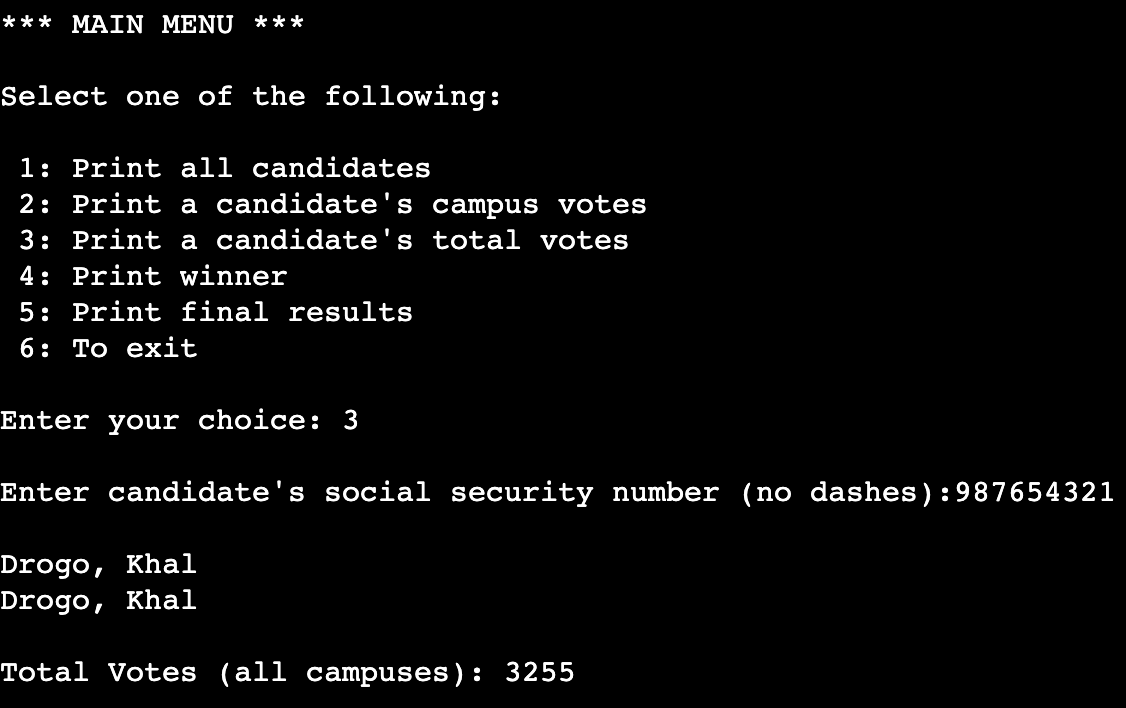 *** MAIN MENU ***
Select one of the following:
1: Print all candidates
2: Print a candidate's campus votes
3: Print a candidate's total votes
4: Print winner
5: Print final results
6: To exit
Enter your choice: 3
Enter candidate's social security number (no dashes):987654321
Drogo, Khal
Drogo, Khal
Total Votes (all campuses): 3255